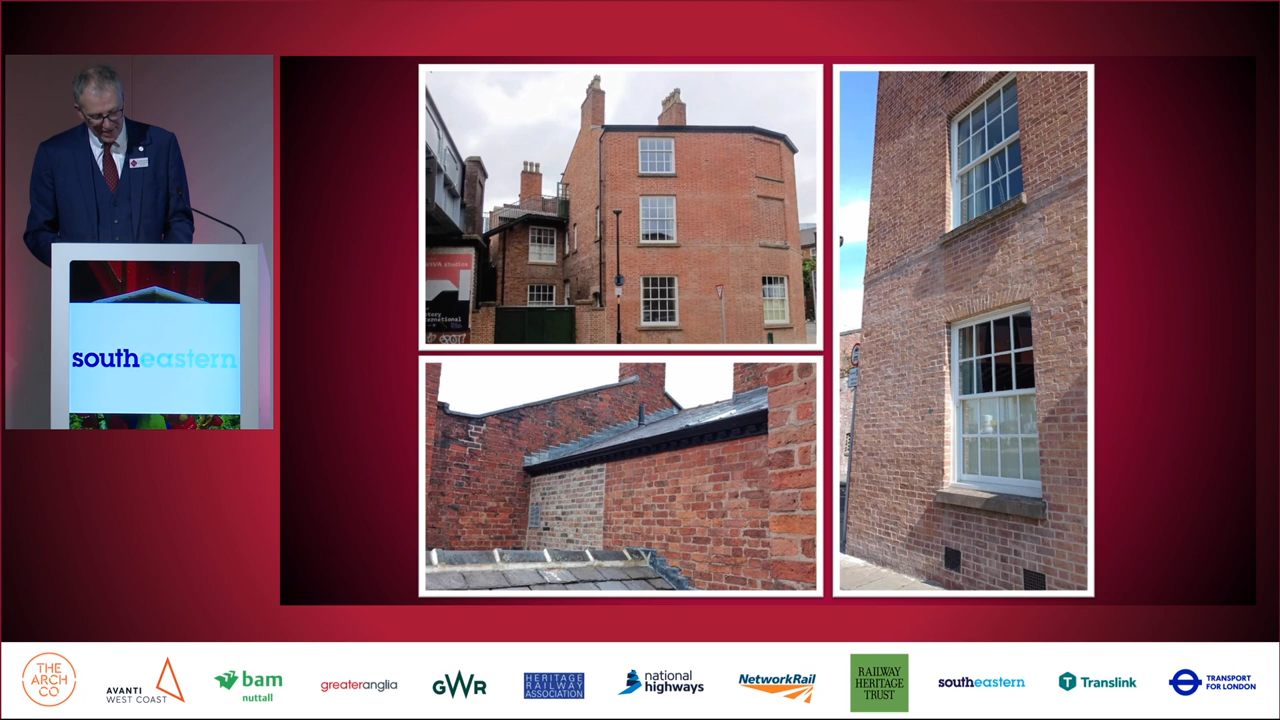 southeastern
THE
ARCH
CO
AVANTI
WEST COAST
bam
nuttall
greateranglia
GWR
HERITAGE
RAILWAY
ASSOCIATION
national
highways
NetworkRail
RAILWAY
HERITAGE
TRUST
southeastern
Translink
TRANSPORT
FOR LONDON